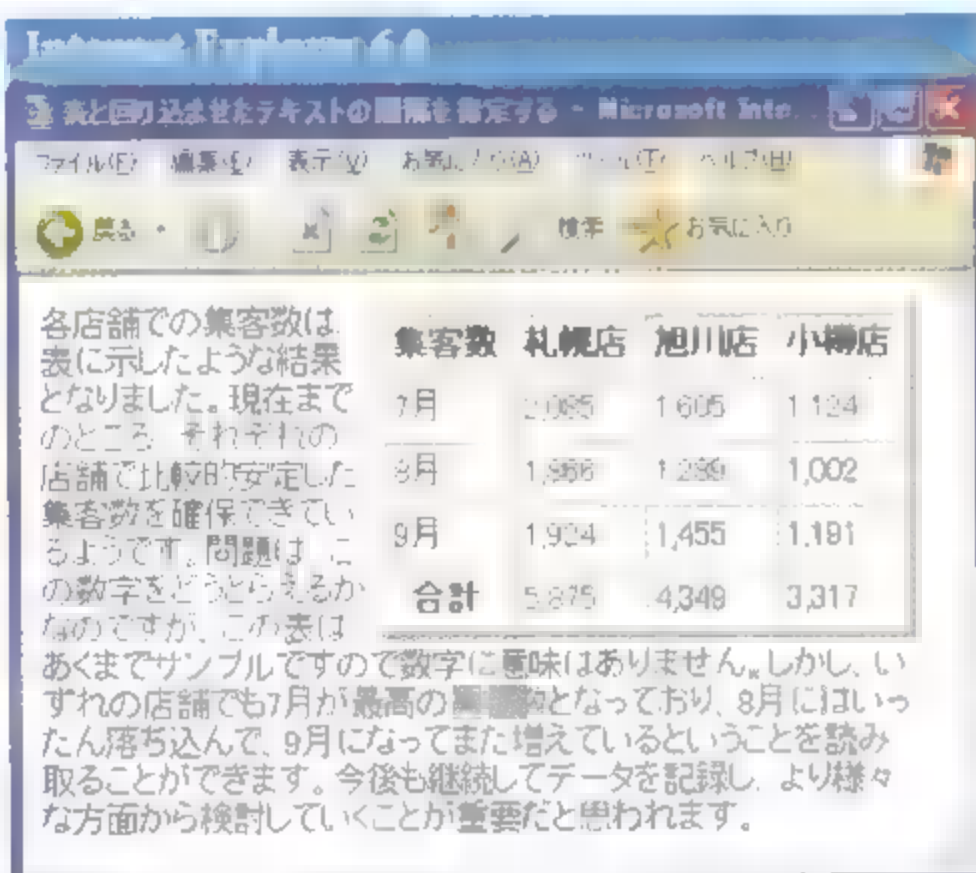 Internet Explorer 6.0
表と回り込ませたテキストの間隔を指定する - Microsoft Inte...
ファイル(F) 編集(E) 表示(V) お気に入り(A) ツール(T) ヘルプ(H)
戻る 検索 お気に入り
各店舗での集客数は
表に示したような結果
となりました。現在まで
のところ、それぞれの
店舗で比較的安定した
集客数を確保できてい
るようです。問題は、こ
の数字をどうとらえるか
なのですが、この表は
集客数 札幌店 旭川店 小樽店
7月 2,085 1,605 1,124
8月 1,866 1,289 1,002
9月 1,924 1,455 1,191
合計 5,875 4,349 3,317
あくまでサンプルですので数字に意味はありません。しかし、い
ずれの店舗でも7月が最高の集客数となっており、8月にはいっ
たん落ち込んで、9月になってまた増えているということを読み
取ることができます。今後も継続してデータを記録し、より様々
な方面から検討していくことが重要だと思われます。